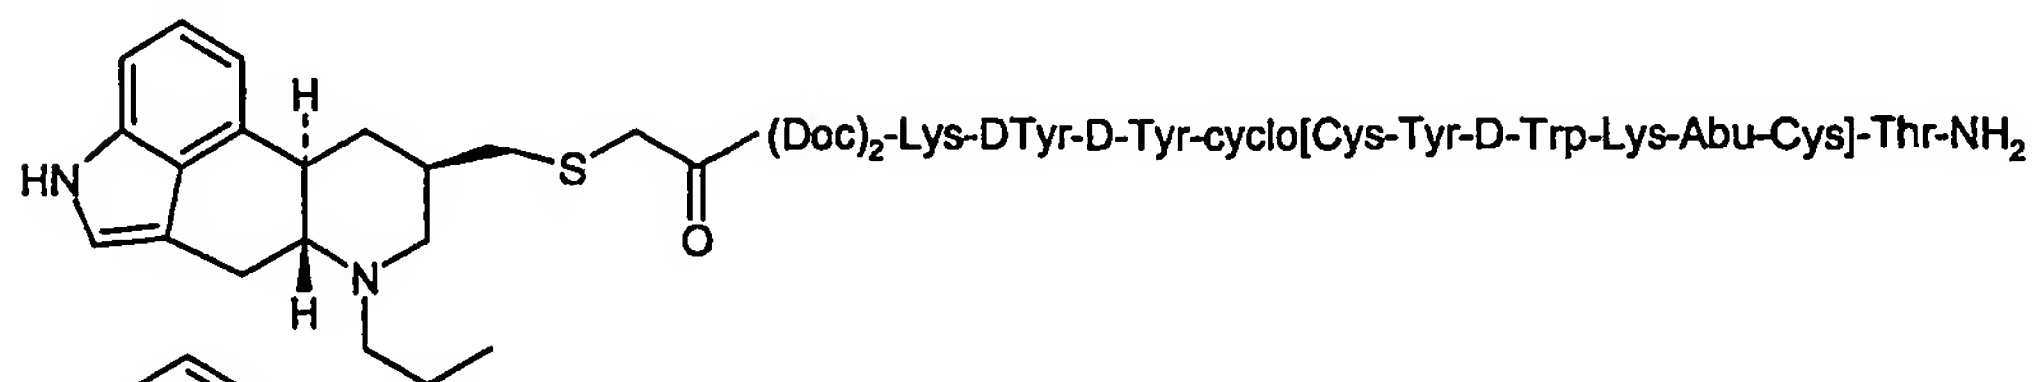 H
HN
S
O
N
H
(Doc)₂-Lys-DTyr-D-Tyr-cyclo[Cys-Tyr-D-Trp-Lys-Abu-Cys]-Thr-NH₂